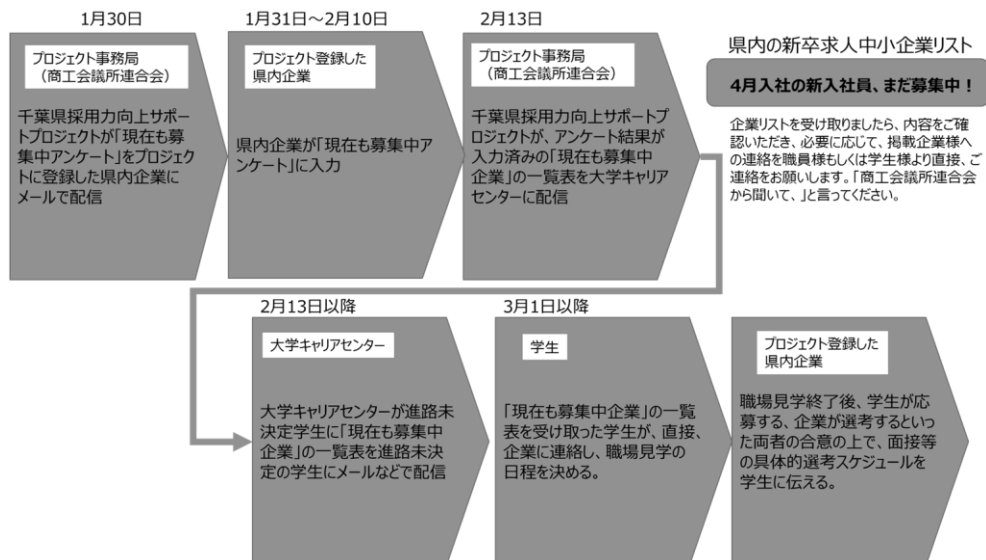 1月30日
プロジェクト事務局
（商工会議所連合会）
千葉県採用力向上サポー
トプロジェクトが「現在も募
集中アンケート」をプロジェク
トに登録した県内企業に
メールで配信
1月31日～2月10日
プロジェクト登録した
県内企業
県内企業が「現在も募集中ア
ンケート」に入力
2月13日
プロジェクト事務局
（商工会議所連合会）
千葉県採用力向上サポートプ
ロジェクトが、アンケート結果が
入力済みの「現在も募集中
企業」の一覧表を大学キャリア
センターに配信
県内の新卒求人中小企業リスト
4月入社の新入社員、まだ募集中！
企業リストを受け取りましたら、内容をご確
認いただき、必要に応じて、掲載企業様へ
の連絡を職員様もしくは学生様より直接、ご
連絡をお願いします。「商工会議所連合会
から聞いて、」と言ってください。
2月13日以降
大学キャリアセンター
大学キャリアセンターが進路未
決定学生に「現在も募集中
企業」の一覧表を進路未決
定の学生にメールなどで配信
3月1日以降
学生
「現在も募集中企業」の一覧
表を受け取った学生が、直接、
企業に連絡し、職場見学の
日程を決める。
プロジェクト登録した
県内企業
職場見学終了後、学生が応
募する、企業が選考するといっ
た両者の合意の上で、面接等
の具体的選考スケジュールを
学生に伝える。